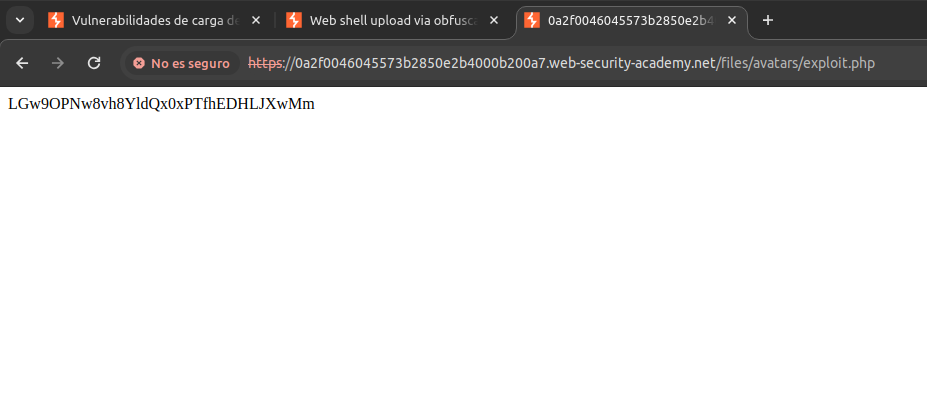 Vulnerabilidades de carga de
Web shell upload via obfusca
0a2f0046045573b2850e2b4
No es seguro
https://0a2f0046045573b2850e2b4000b200a7.web-security-academy.net/files/avatars/exploit.php
LGw9OPNw8vh8YldQx0xPTfhEDHLJXwMm